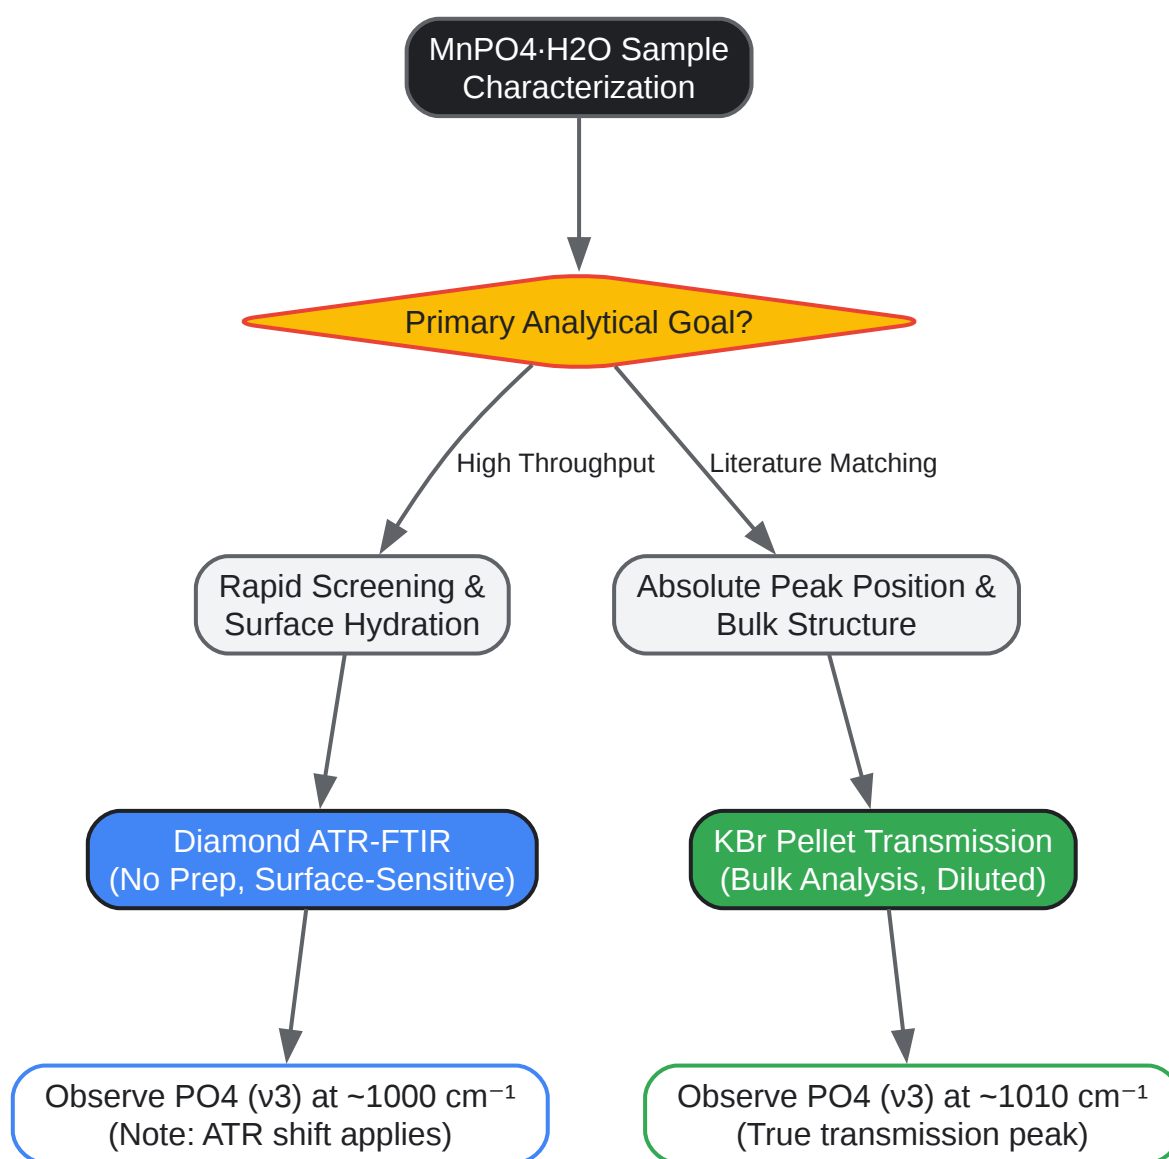 MnPO4·H2O Sample
Characterization
Primary Analytical Goal?
High Throughput
Literature Matching
Rapid Screening &
Surface Hydration
Absolute Peak Position &
Bulk Structure
Diamond ATR-FTIR
(No Prep, Surface-Sensitive)
KBr Pellet Transmission
(Bulk Analysis, Diluted)
Observe PO4 (ν3) at ~1000 cm⁻¹
(Note: ATR shift applies)
Observe PO4 (ν3) at ~1010 cm⁻¹
(True transmission peak)